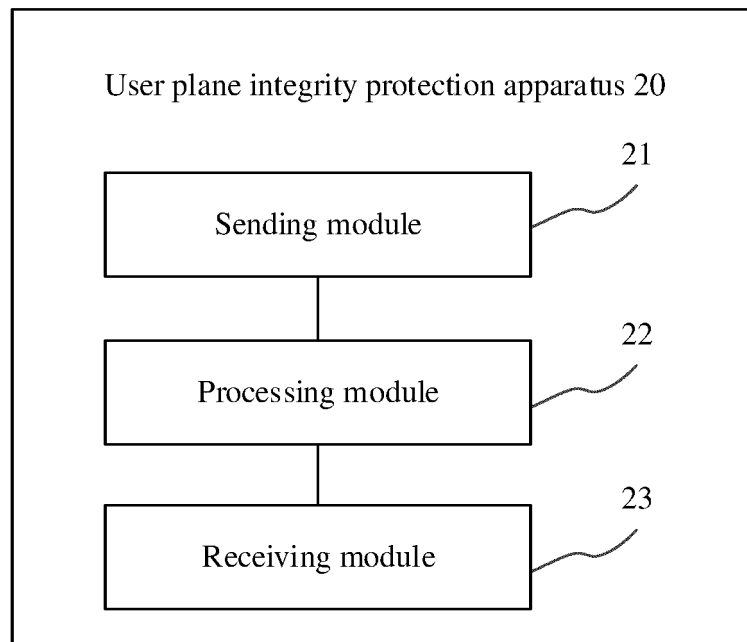 User plane integrity protection apparatus 20
21
Sending module
22
Processing module
23
Receiving module